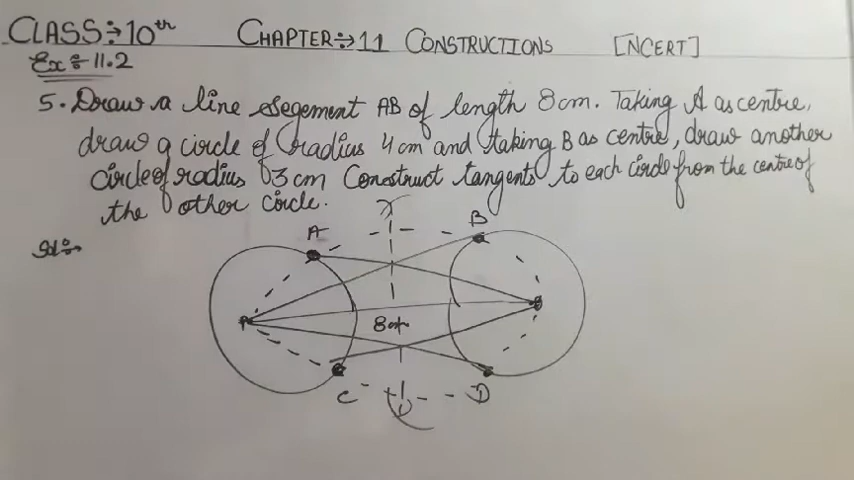 CLASS:-10th CHAPTER:-11 CONSTRUCTIONS [NCERT]
Ex:-11.2
5. Draw a line segement AB of length 8cm. Taking A as centre,
draw a circle of radius 4cm and taking B as centre, draw another
circle of radius 3cm Construct tangents to each circle from the centre of
the other circle.
Sol:-
A B
P
8cm
C D